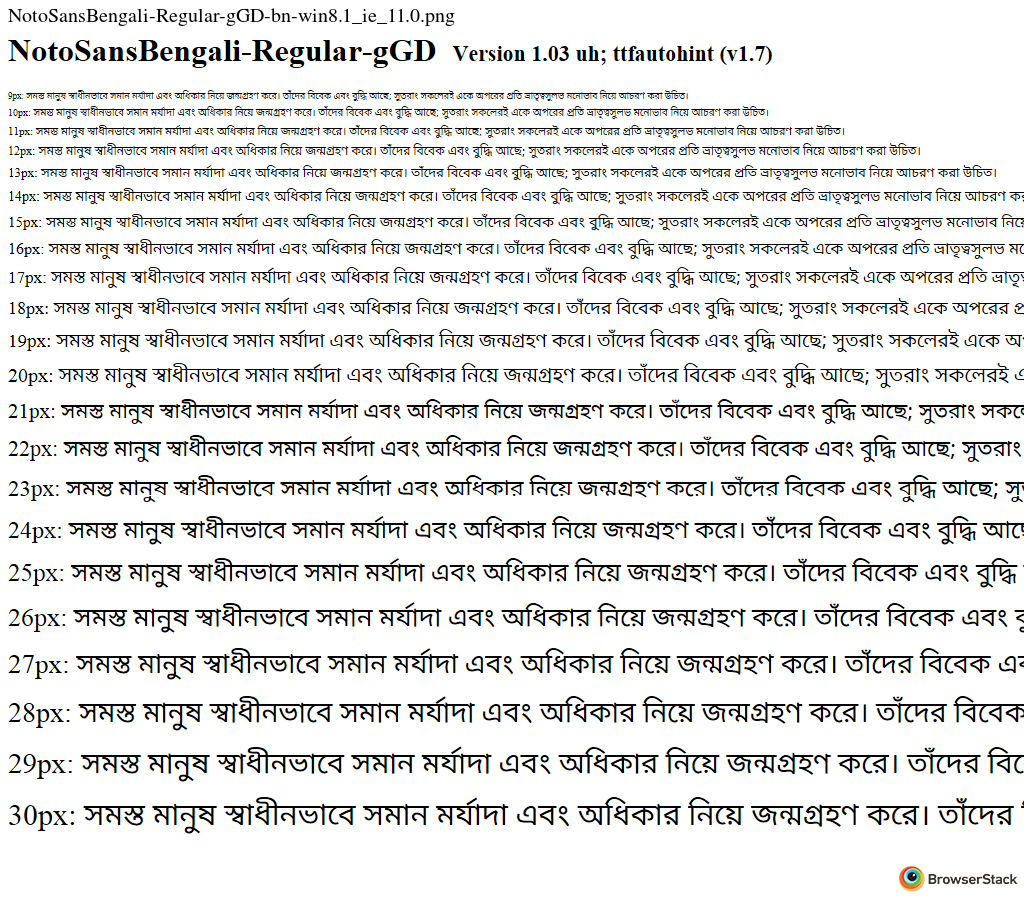 NotoSansBengali-Regular-gGD-bn-win8.1_ie_11.0.png
NotoSansBengali-Regular-gGD Version 1.03 uh; ttfautohint (v1.7)
9px: সমস্ত মানুষ স্বাধীনভাবে সমান মর্যাদা এবং অধিকার নিয়ে জন্মগ্রহণ করে। তাঁদের বিবেক এবং বুদ্ধি আছে; সুতরাং সকলেরই একে অপরের প্রতি ভ্রাতৃত্বসুলভ মনোভাব নিয়ে আচরণ করা উচিত।
10px: সমস্ত মানুষ স্বাধীনভাবে সমান মর্যাদা এবং অধিকার নিয়ে জন্মগ্রহণ করে। তাঁদের বিবেক এবং বুদ্ধি আছে; সুতরাং সকলেরই একে অপরের প্রতি ভ্রাতৃত্বসুলভ মনোভাব নিয়ে আচরণ করা উচিত।
11px: সমস্ত মানুষ স্বাধীনভাবে সমান মর্যাদা এবং অধিকার নিয়ে জন্মগ্রহণ করে। তাঁদের বিবেক এবং বুদ্ধি আছে; সুতরাং সকলেরই একে অপরের প্রতি ভ্রাতৃত্বসুলভ মনোভাব নিয়ে আচরণ করা উচিত।
12px: সমস্ত মানুষ স্বাধীনভাবে সমান মর্যাদা এবং অধিকার নিয়ে জন্মগ্রহণ করে। তাঁদের বিবেক এবং বুদ্ধি আছে; সুতরাং সকলেরই একে অপরের প্রতি ভ্রাতৃত্বসুলভ মনোভাব নিয়ে আচরণ করা উচিত।
13px: সমস্ত মানুষ স্বাধীনভাবে সমান মর্যাদা এবং অধিকার নিয়ে জন্মগ্রহণ করে। তাঁদের বিবেক এবং বুদ্ধি আছে; সুতরাং সকলেরই একে অপরের প্রতি ভ্রাতৃত্বসুলভ মনোভাব নিয়ে আচরণ করা উচিত।
14px: সমস্ত মানুষ স্বাধীনভাবে সমান মর্যাদা এবং অধিকার নিয়ে জন্মগ্রহণ করে। তাঁদের বিবেক এবং বুদ্ধি আছে; সুতরাং সকলেরই একে অপরের প্রতি ভ্রাতৃত্বসুলভ মনোভাব নিয়ে আচরণ
15px: সমস্ত মানুষ স্বাধীনভাবে সমান মর্যাদা এবং অধিকার নিয়ে জন্মগ্রহণ করে। তাঁদের বিবেক এবং বুদ্ধি আছে; সুতরাং সকলেরই একে অপরের প্রতি ভ্রাতৃত্বসুলভ মনোভাব নিয়ে
16px: সমস্ত মানুষ স্বাধীনভাবে সমান মর্যাদা এবং অধিকার নিয়ে জন্মগ্রহণ করে। তাঁদের বিবেক এবং বুদ্ধি আছে; সুতরাং সকলেরই একে অপরের প্রতি ভ্রাতৃত্বসুলভ
17px: সমস্ত মানুষ স্বাধীনভাবে সমান মর্যাদা এবং অধিকার নিয়ে জন্মগ্রহণ করে। তাঁদের বিবেক এবং বুদ্ধি আছে; সুতরাং সকলেরই একে অপরের প্রতি
18px: সমস্ত মানুষ স্বাধীনভাবে সমান মর্যাদা এবং অধিকার নিয়ে জন্মগ্রহণ করে। তাঁদের বিবেক এবং বুদ্ধি আছে; সুতরাং সকলেরই একে অপরের
19px: সমস্ত মানুষ স্বাধীনভাবে সমান মর্যাদা এবং অধিকার নিয়ে জন্মগ্রহণ করে। তাঁদের বিবেক এবং বুদ্ধি আছে; সুতরাং সকলেরই একে
20px: সমস্ত মানুষ স্বাধীনভাবে সমান মর্যাদা এবং অধিকার নিয়ে জন্মগ্রহণ করে। তাঁদের বিবেক এবং বুদ্ধি আছে; সুতরাং সকলেরই
21px: সমস্ত মানুষ স্বাধীনভাবে সমান মর্যাদা এবং অধিকার নিয়ে জন্মগ্রহণ করে। তাঁদের বিবেক এবং বুদ্ধি আছে; সুতরাং
22px: সমস্ত মানুষ স্বাধীনভাবে সমান মর্যাদা এবং অধিকার নিয়ে জন্মগ্রহণ করে। তাঁদের বিবেক এবং বুদ্ধি আছে; সুতরাং
23px: সমস্ত মানুষ স্বাধীনভাবে সমান মর্যাদা এবং অধিকার নিয়ে জন্মগ্রহণ করে। তাঁদের বিবেক এবং বুদ্ধি আছে;
24px: সমস্ত মানুষ স্বাধীনভাবে সমান মর্যাদা এবং অধিকার নিয়ে জন্মগ্রহণ করে। তাঁদের বিবেক এবং বুদ্ধি
25px: সমস্ত মানুষ স্বাধীনভাবে সমান মর্যাদা এবং অধিকার নিয়ে জন্মগ্রহণ করে। তাঁদের বিবেক এবং বুদ্ধি
26px: সমস্ত মানুষ স্বাধীনভাবে সমান মর্যাদা এবং অধিকার নিয়ে জন্মগ্রহণ করে। তাঁদের বিবেক এবং
27px: সমস্ত মানুষ স্বাধীনভাবে সমান মর্যাদা এবং অধিকার নিয়ে জন্মগ্রহণ করে। তাঁদের বিবেক
28px: সমস্ত মানুষ স্বাধীনভাবে সমান মর্যাদা এবং অধিকার নিয়ে জন্মগ্রহণ করে। তাঁদের বিবেক
29px: সমস্ত মানুষ স্বাধীনভাবে সমান মর্যাদা এবং অধিকার নিয়ে জন্মগ্রহণ করে। তাঁদের
30px: সমস্ত মানুষ স্বাধীনভাবে সমান মর্যাদা এবং অধিকার নিয়ে জন্মগ্রহণ করে। তাঁদের
BrowserStack